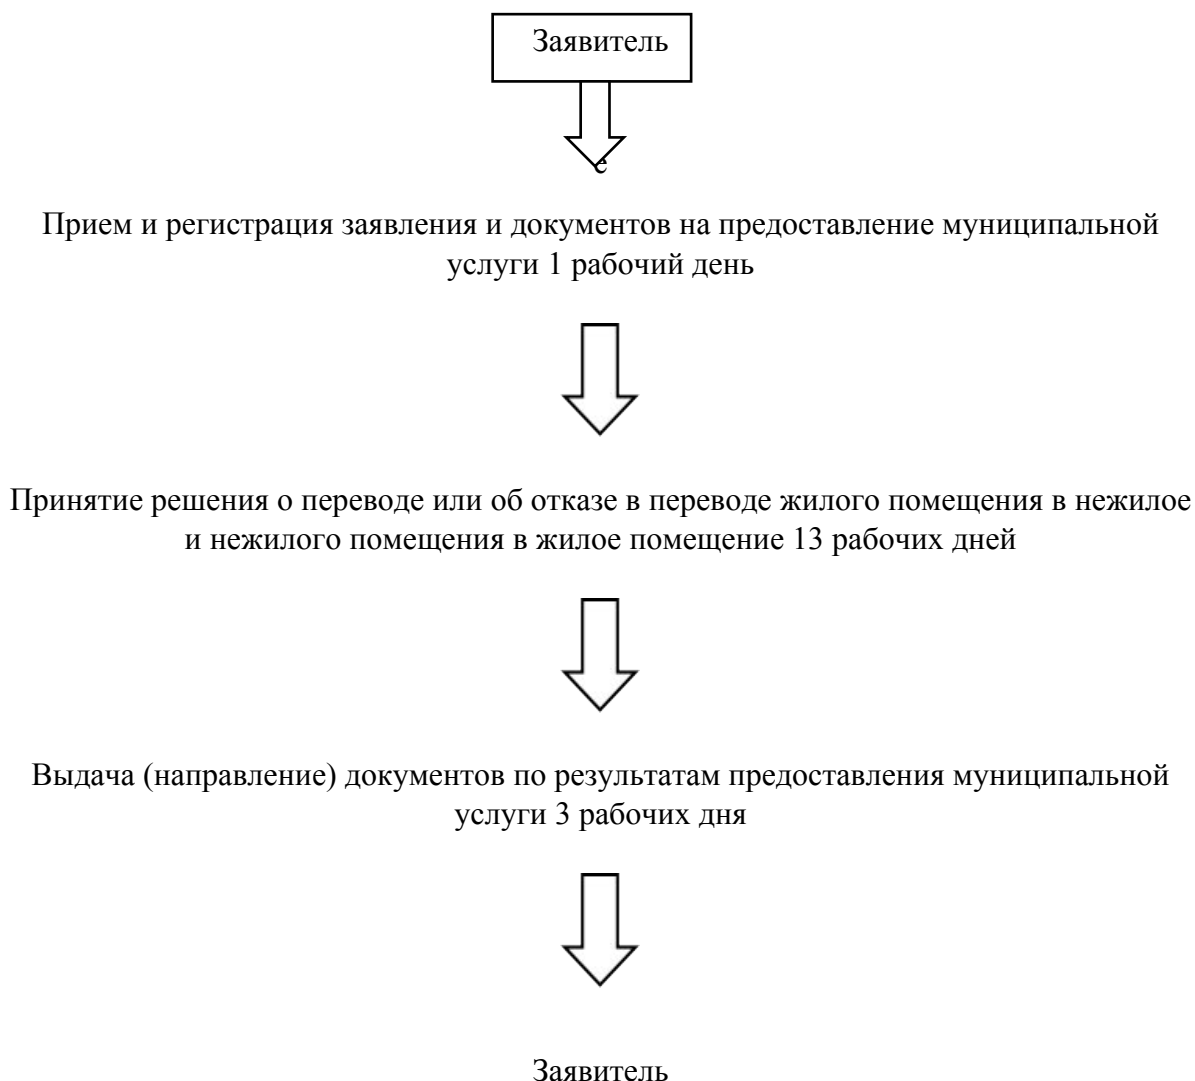 Заявитель
е
Прием и регистрация заявления и документов на предоставление муниципальной
услуги 1 рабочий день
Принятие решения о переводе или об отказе в переводе жилого помещения в нежилое
и нежилого помещения в жилое помещение 13 рабочих дней
Выдача (направление) документов по результатам предоставления муниципальной
услуги 3 рабочих дня
Заявитель